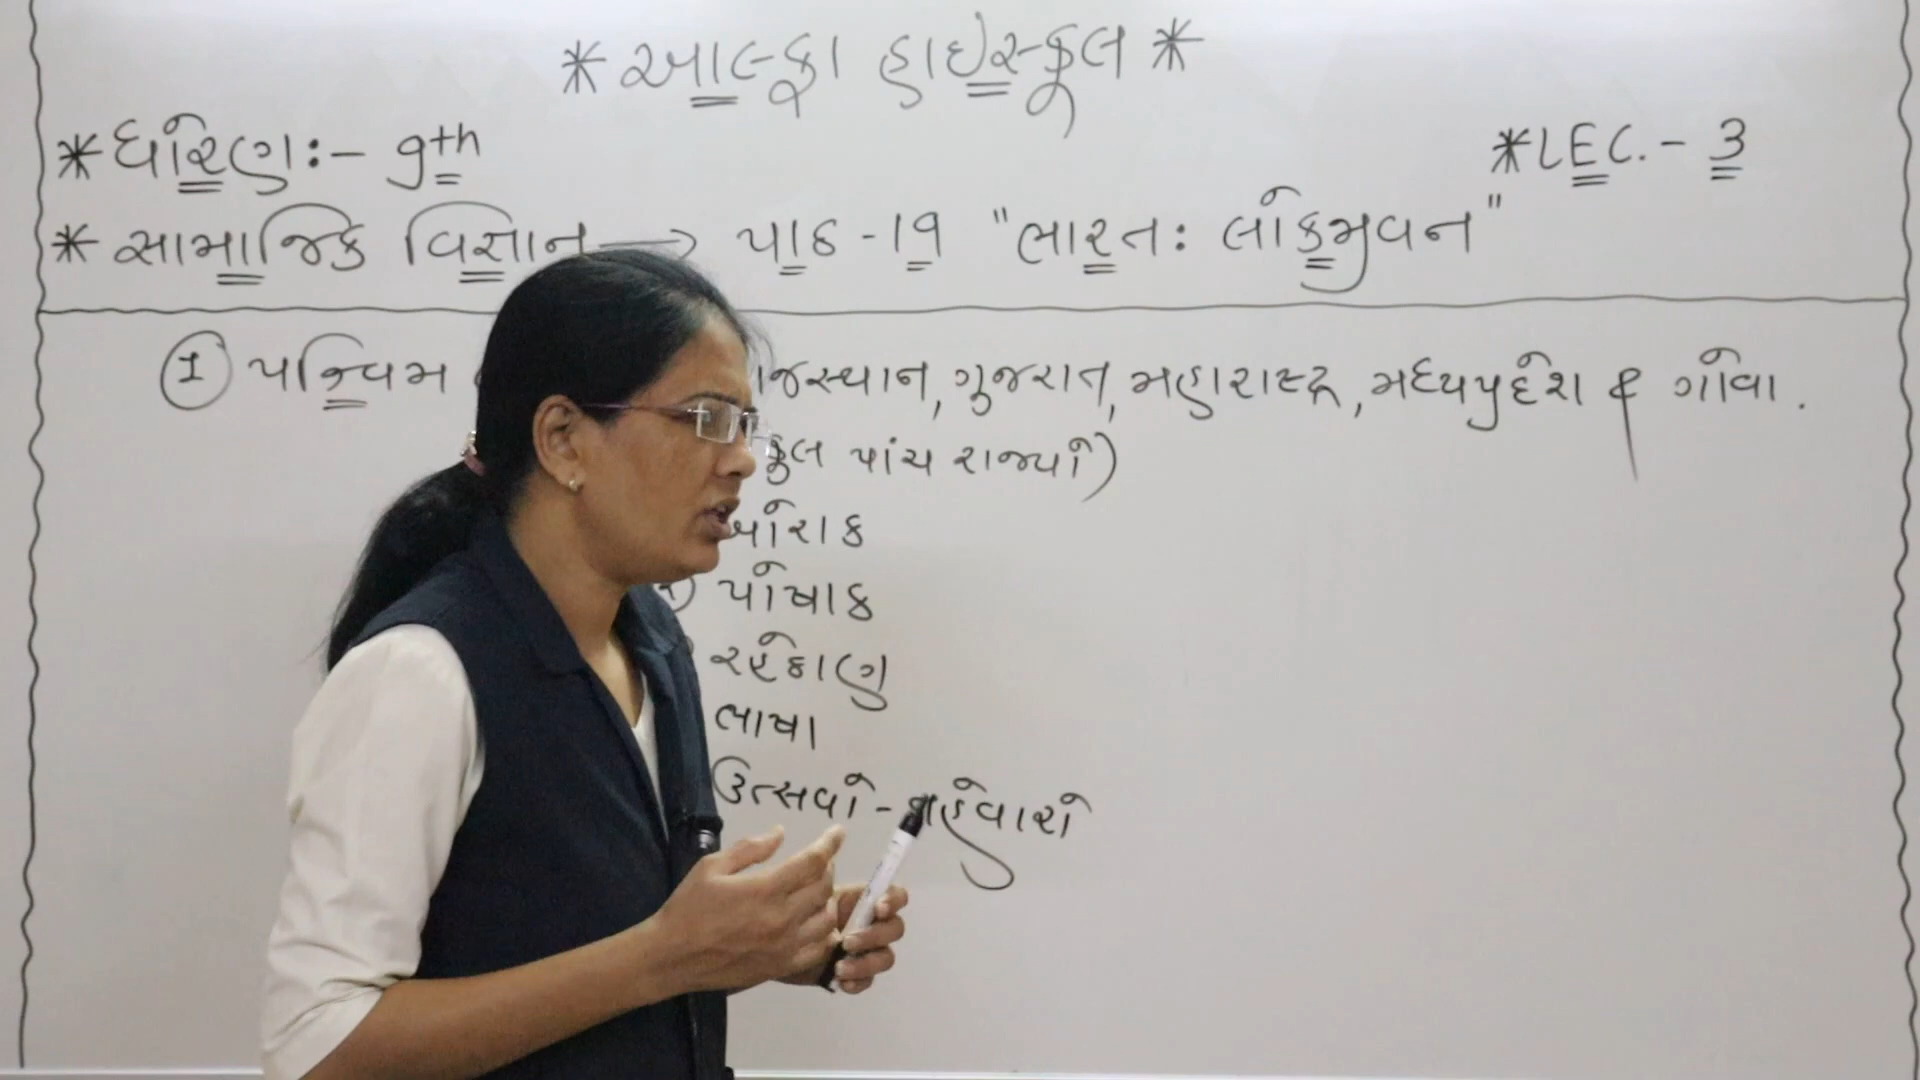 * આલ્ફા હાઇસ્કૂલ *
* ધોરણ :- 9th
* LEC. - 3
* સામાજિક વિજ્ઞાન → પાઠ - 19 "ભારત : લોકજીવન"
① પશ્ચિમ જસ્થાન, ગુજરાત, મહારાષ્ટ્ર, મધ્યપ્રદેશ & ગોવા.
કુલ પાંચ રાજ્યો)
ખોરાક
પોષાક
રહેઠાણ
ભાષા
ઉત્સવો - તહેવારો